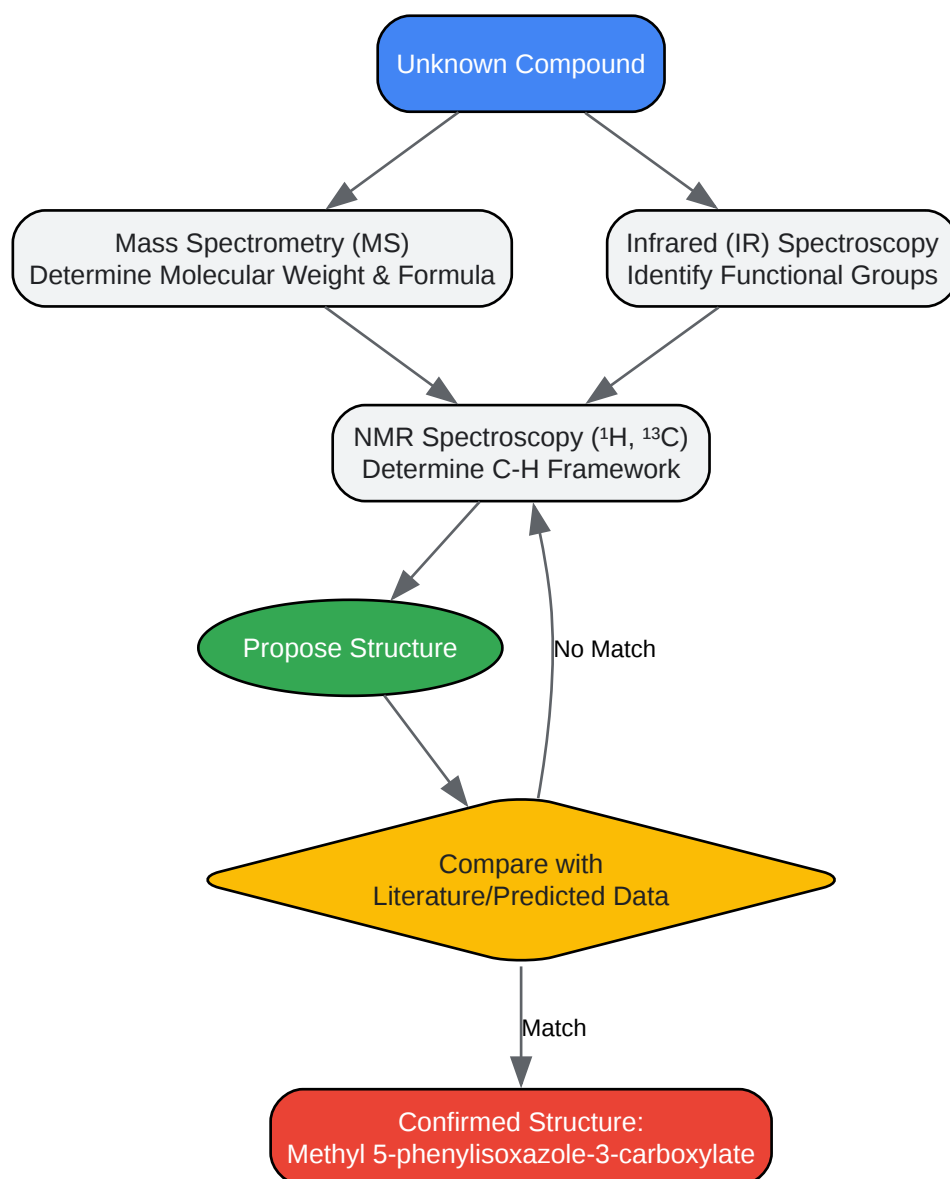 Unknown Compound
Mass Spectrometry (MS)
Determine Molecular Weight & Formula
Infrared (IR) Spectroscopy
Identify Functional Groups
NMR Spectroscopy (¹H, ¹³C)
Determine C-H Framework
Propose Structure
No Match
Compare with
Literature/Predicted Data
Match
Confirmed Structure:
Methyl 5-phenylisoxazole-3-carboxylate